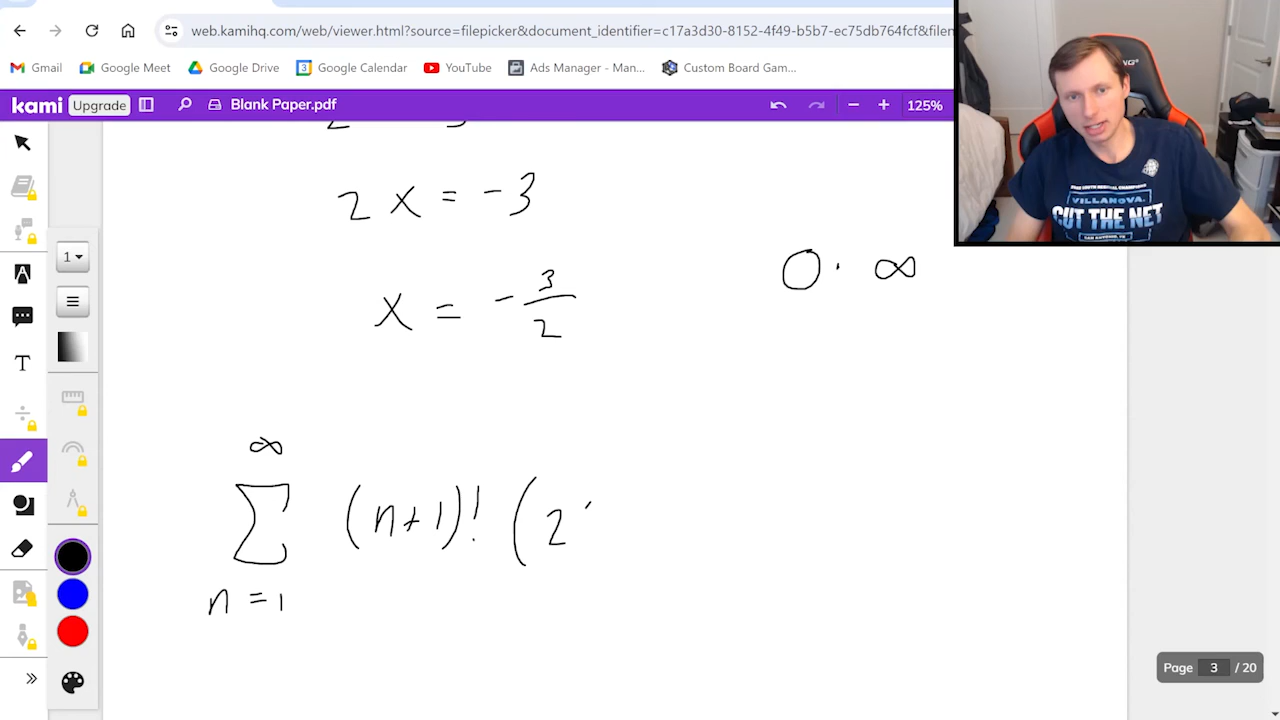 web.kamihq.com/web/viewer.html?source=filepicker&document_identifier=c17a3d30-8152-4f49-b5b7-ec75db764fcf&filen
Gmail Google Meet Google Drive Google Calendar YouTube Ads Manager - Man... Custom Board Gam...
kami Upgrade Blank Paper.pdf 125%
2 x = -3
VILLANOVA.
CUT THE NET
0 · ∞
x = - 3/2
1
∞
∑ (n+1)! (2
n = 1
T
Page 3 / 20